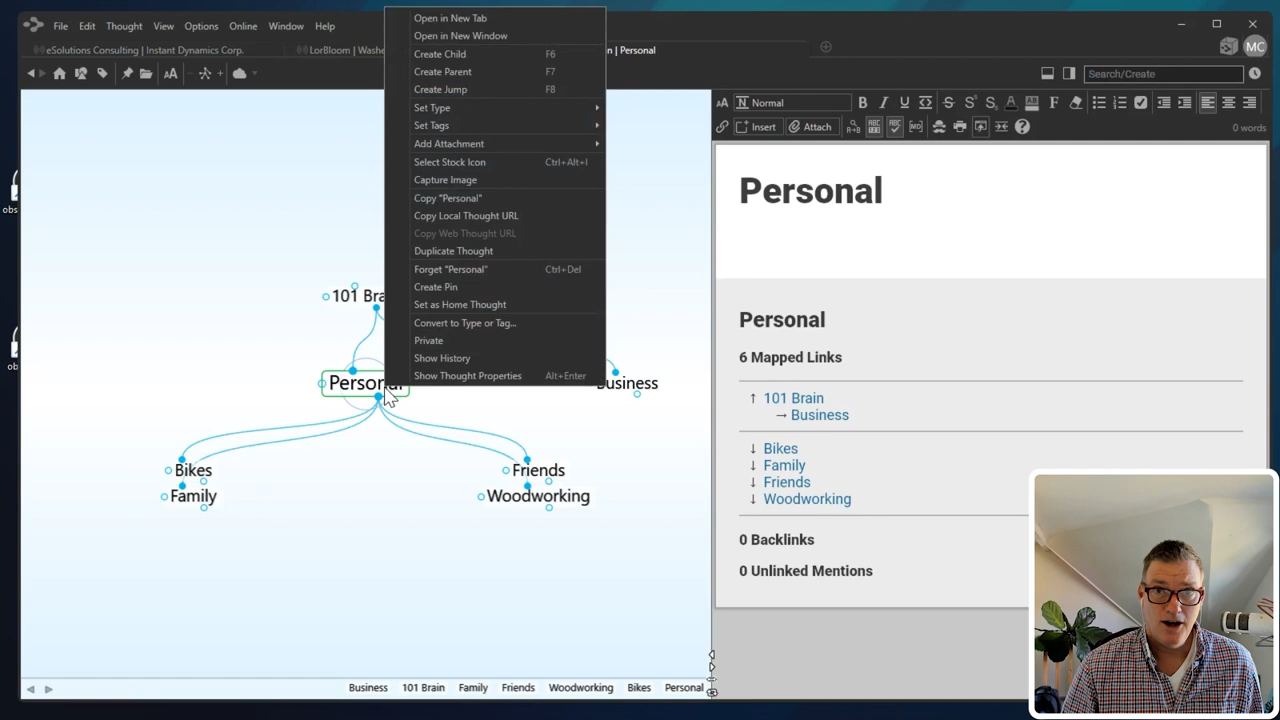 File Edit Thought View Options Online Window Help
eSolutions Consulting | Instant Dynamics Corp.
LorBloom | Washe
n | Personal
MC
Search/Create
Open in New Tab
Open in New Window
Create Child F6
Create Parent F7
Create Jump F8
Set Type
Set Tags
Add Attachment
Select Stock Icon Ctrl+Alt+I
Capture Image
Copy "Personal"
Copy Local Thought URL
Copy Web Thought URL
Duplicate Thought
Forget "Personal" Ctrl+Del
Create Pin
Set as Home Thought
Convert to Type or Tag...
Private
Show History
Show Thought Properties Alt+Enter
101 Bra
Personal
Business
Bikes
Family
Friends
Woodworking
Normal
Insert
Attach
0 words
Personal
Personal
6 Mapped Links
↑ 101 Brain
→ Business
↓ Bikes
↓ Family
↓ Friends
↓ Woodworking
0 Backlinks
0 Unlinked Mentions
obs
ob
Business 101 Brain Family Friends Woodworking Bikes Personal